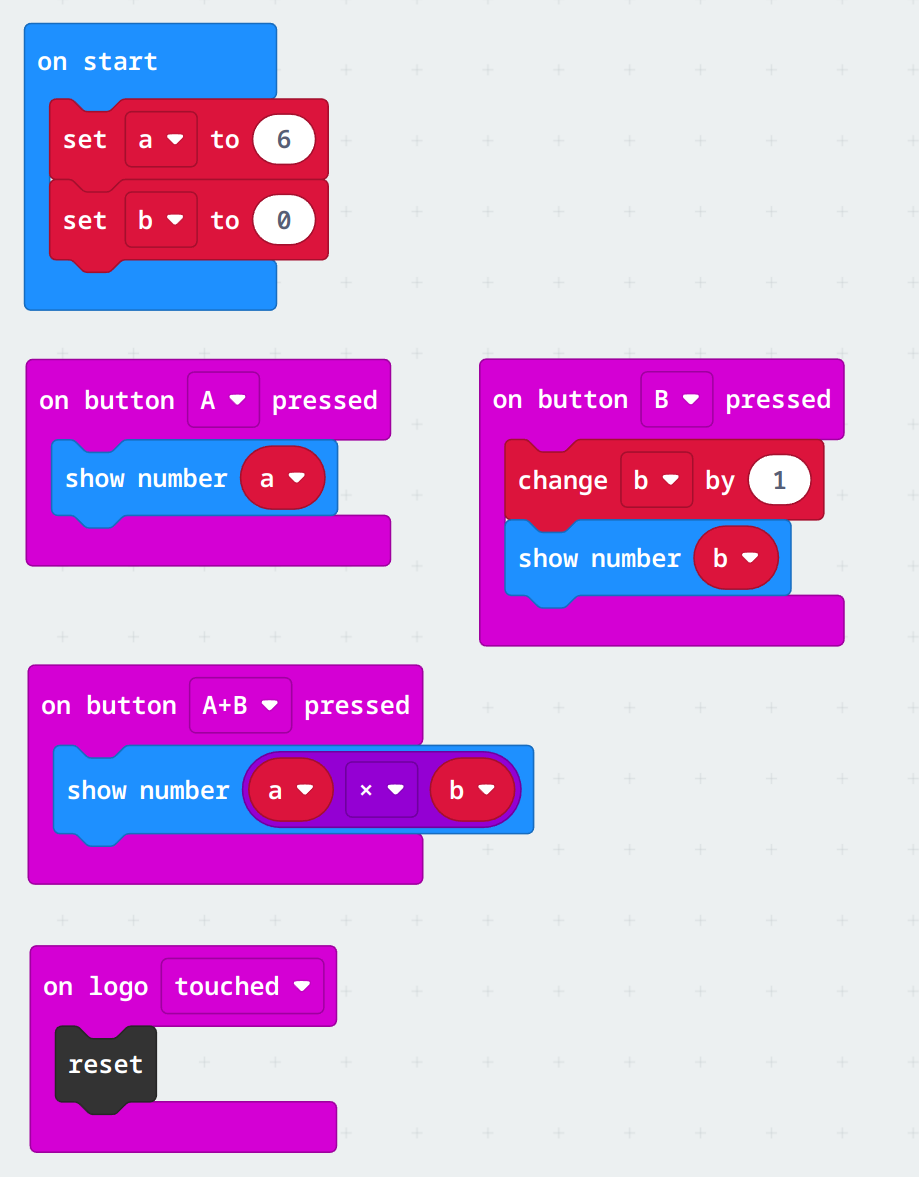 on start
set a to 6
set b to 0
on button A pressed
show number a
on button B pressed
change b by 1
show number b
on button A+B pressed
show number a × b
on logo touched
reset